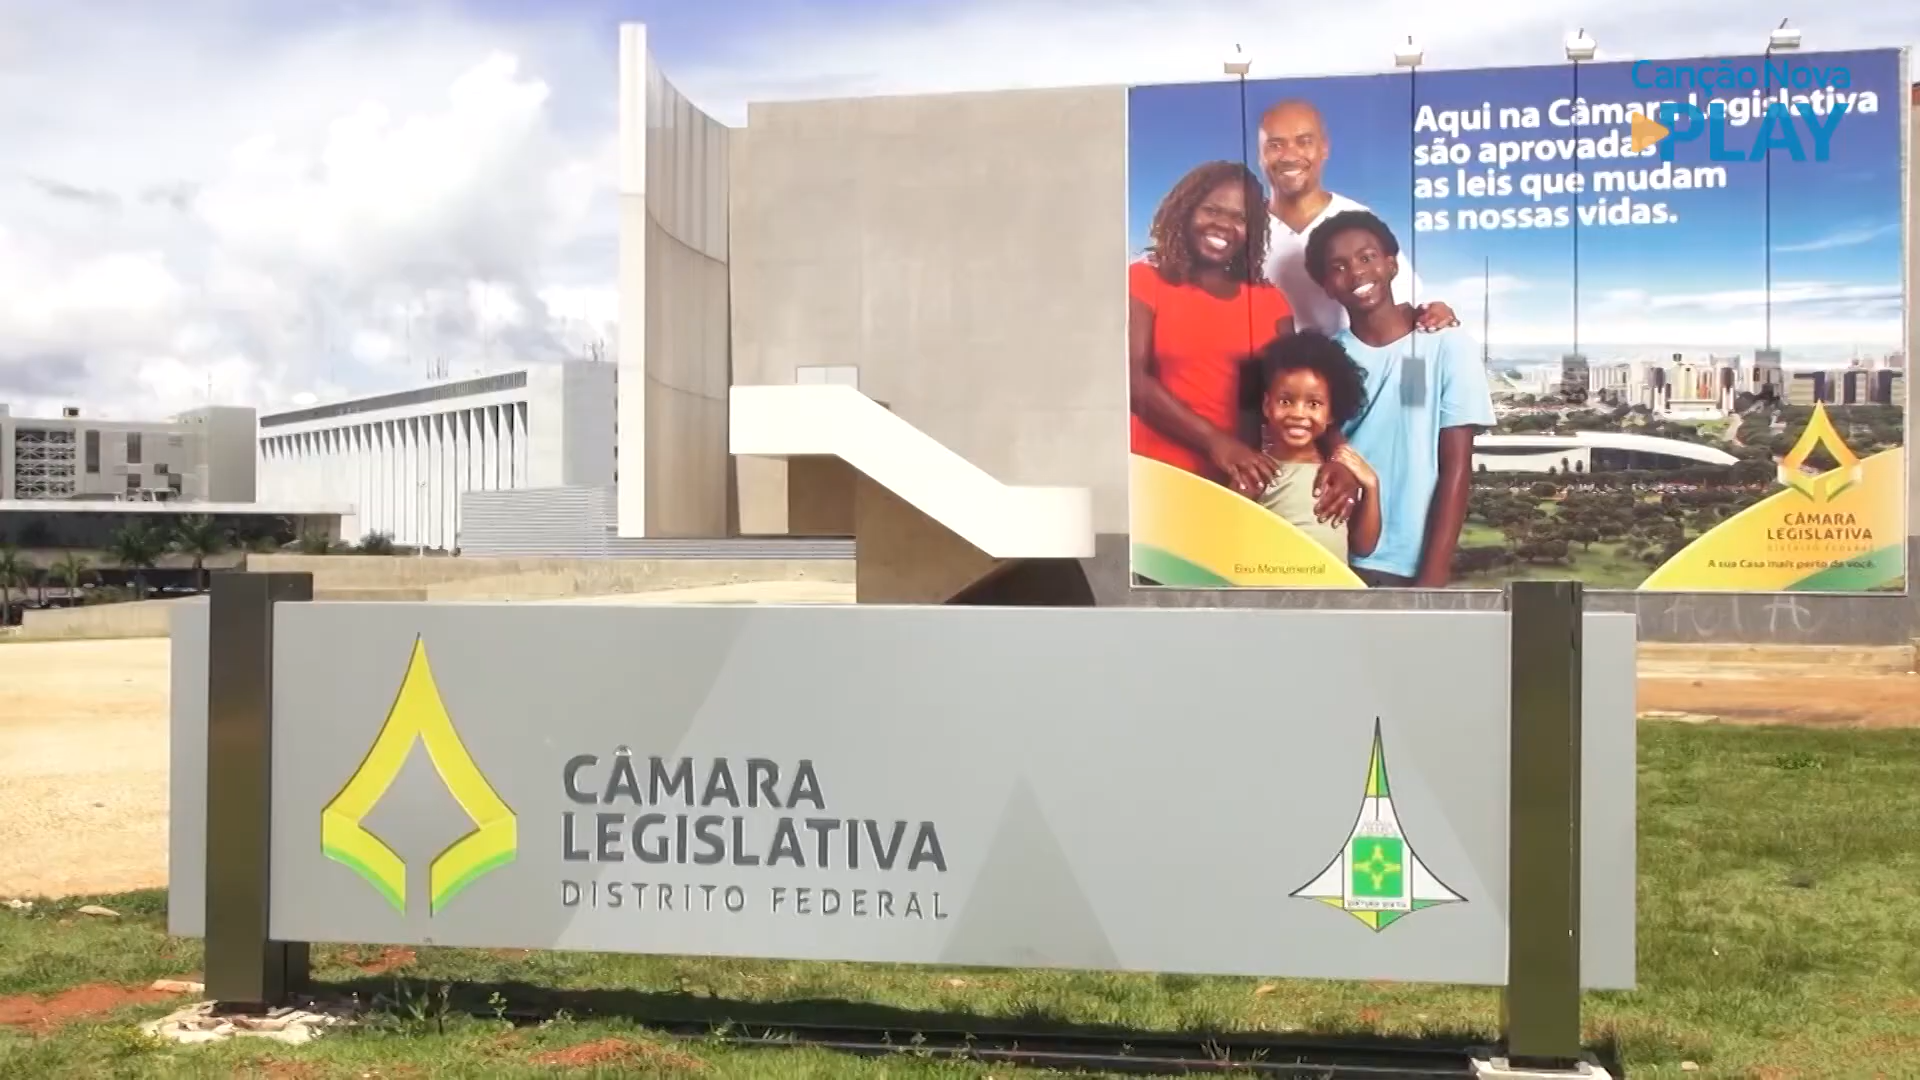 Canção Nova
PLAY
Aqui na Câmara Legislativa
são aprovadas
as leis que mudam
as nossas vidas.
CÂMARA
LEGISLATIVA
DISTRITO FEDERAL
A sua Casa mais perto de você.
Eixo Monumental
CÂMARA
LEGISLATIVA
DISTRITO FEDERAL